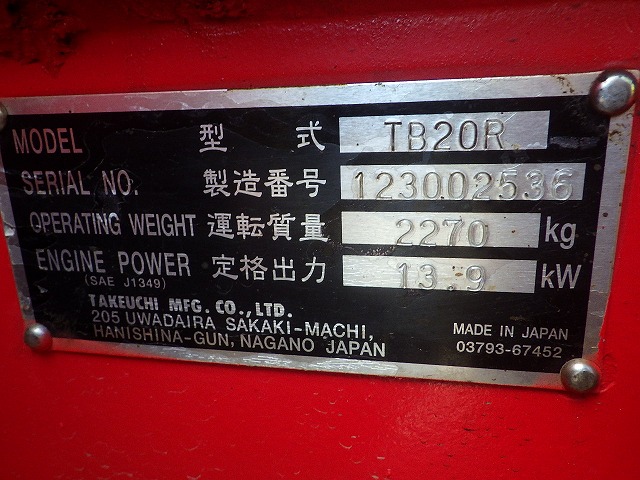 MODEL 型式 TB20R
SERIAL NO. 製造番号 123002536
OPERATING WEIGHT 運転質量 2270 kg
ENGINE POWER 定格出力 13.9 kW
(SAE J1349)
TAKEUCHI MFG. CO., LTD.
205 UWADAIRA SAKAKI-MACHI,
HANISHINA-GUN, NAGANO JAPAN
MADE IN JAPAN
03793-67452